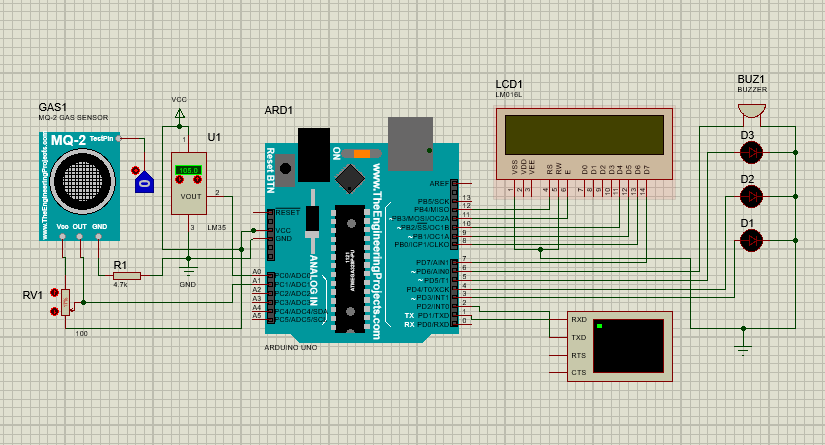 GAS1
MQ-2 GAS SENSOR
MQ-2
TestPin
www.TheEngineeringProjects.com
Vcc OUT GND
0
RV1
100
R1
4.7k
VCC
U1
1
105.0
VOUT
2
3
LM35
GND
ARD1
Reset BTN
ON
www.TheEngineeringProjects.com
ANALOG IN
RESET
VCC
GND
A0 PC0/ADC0
A1 PC1/ADC1
A2 PC2/ADC2
A3 PC3/ADC3
A4 PC4/ADC4/SDA
A5 PC5/ADC5/SCL
AREF
PB5/SCK 13
PB4/MISO 12
~PB3/MOSI/OC2A 11
~PB2/SS/OC1B 10
~PB1/OC1A 9
PB0/ICP1/CLKO 8
PD7/AIN1 7
~PD6/AIN0 6
~PD5/T1 5
PD4/T0/XCK 4
~PD3/INT1 3
PD2/INT0 2
TX PD1/TXD 1
RX PD0/RXD 0
ARDUINO UNO
LCD1
LM016L
VSS VDD VEE RS RW E D0 D1 D2 D3 D4 D5 D6 D7
1 2 3 4 5 6 7 8 9 10 11 12 13 14
RXD
TXD
RTS
CTS
BUZ1
BUZZER
D3
D2
D1